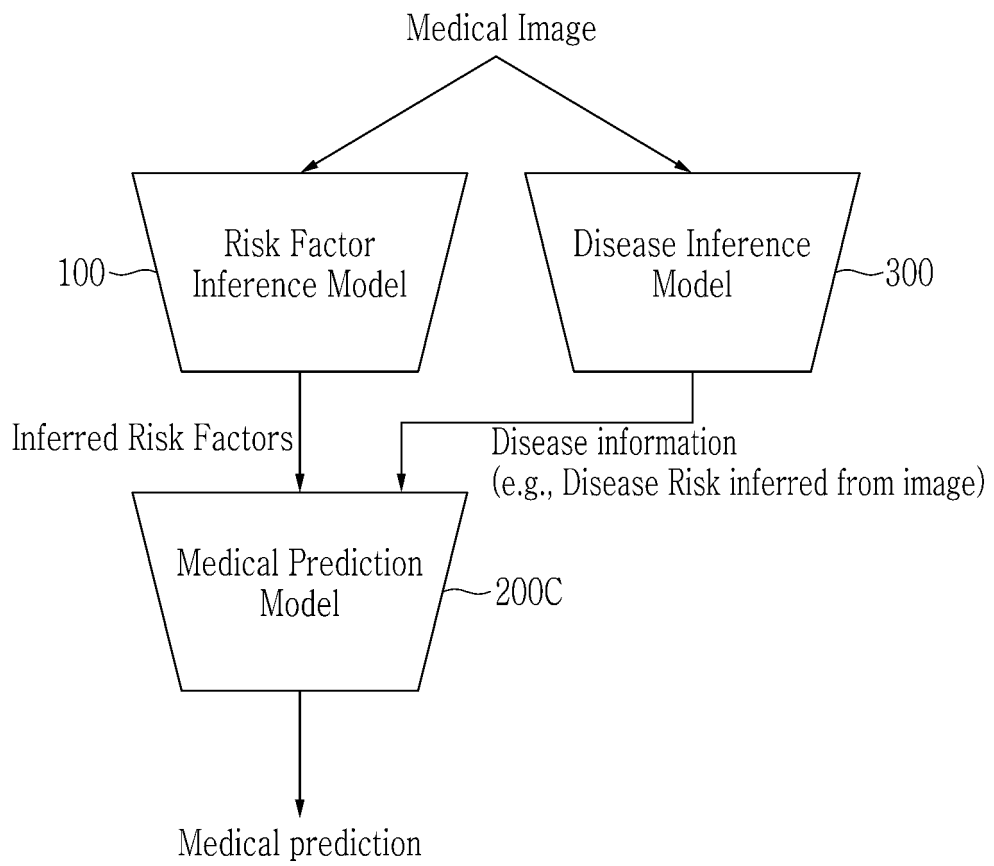 Medical Image
Risk Factor
Inference Model
100
Disease Inference
Model
300
Inferred Risk Factors
Disease information
(e.g., Disease Risk inferred from image)
Medical Prediction
Model
200C
Medical prediction